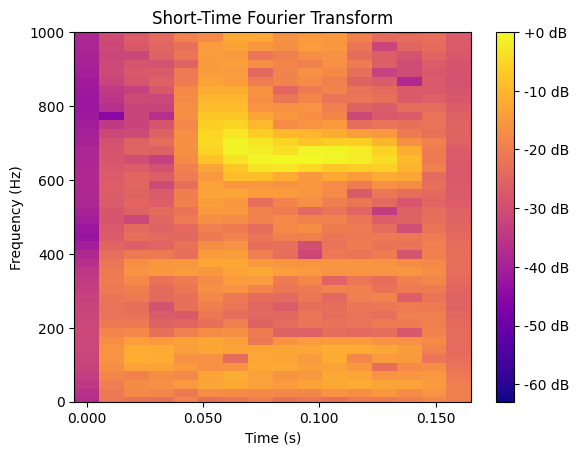 Short-Time Fourier Transform
1000
800
600
400
200
0
Frequency (Hz)
0.000
0.050
0.100
0.150
Time (s)
+0 dB
-10 dB
-20 dB
-30 dB
-40 dB
-50 dB
-60 dB